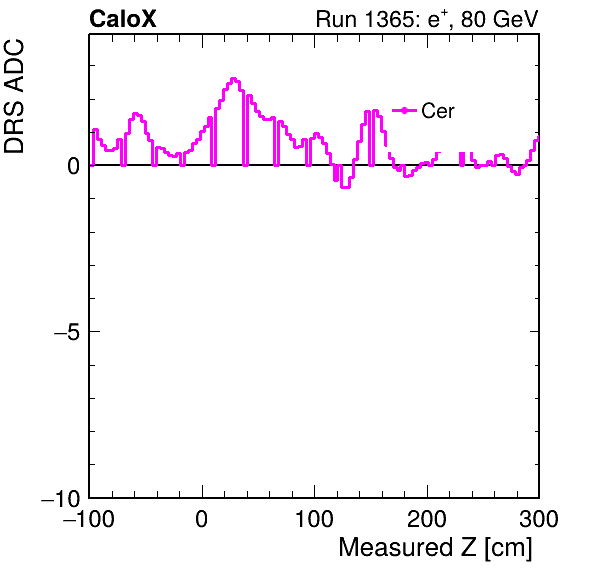 CaloX Run 1365: e⁺, 80 GeV
DRS ADC
Cer
0
−5
−10
−100 0 100 200 300
Measured Z [cm]